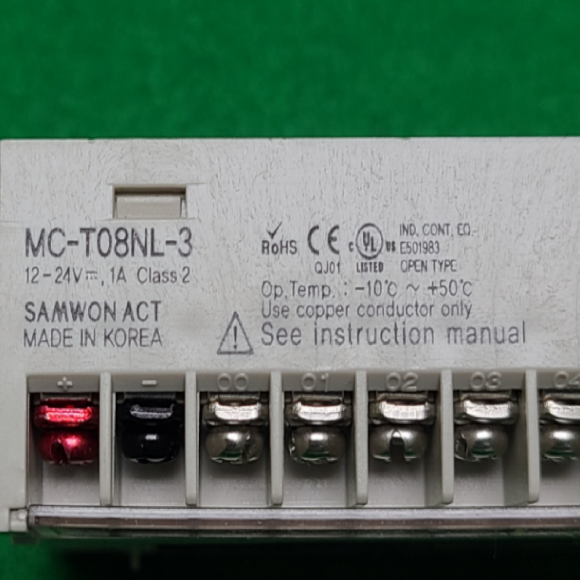 MC-T08NL-3
12-24V⎓, 1A Class 2
SAMWON ACT
MADE IN KOREA
RoHS CE c UL us IND. CONT. EQ.
E501983
QJ01 LISTED OPEN TYPE
Op.Temp. : -10℃ ~ +50℃
Use copper conductor only
See instruction manual
+ - 00 01 02 03 04